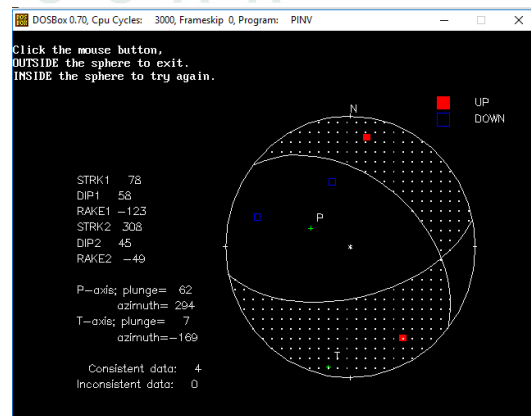 DOSBox 0.70, Cpu Cycles: 3000, Frameskip 0, Program: PINV
Click the mouse button,
OUTSIDE the sphere to exit.
INSIDE the sphere to try again.
N
UP
DOWN
STRK1 78
DIP1 58
RAKE1 −123
STRK2 308
DIP2 45
RAKE2 −49
P
P−axis; plunge= 62
azimuth= 294
T−axis; plunge= 7
azimuth=−169
T
Consistent data: 4
Inconsistent data: 0